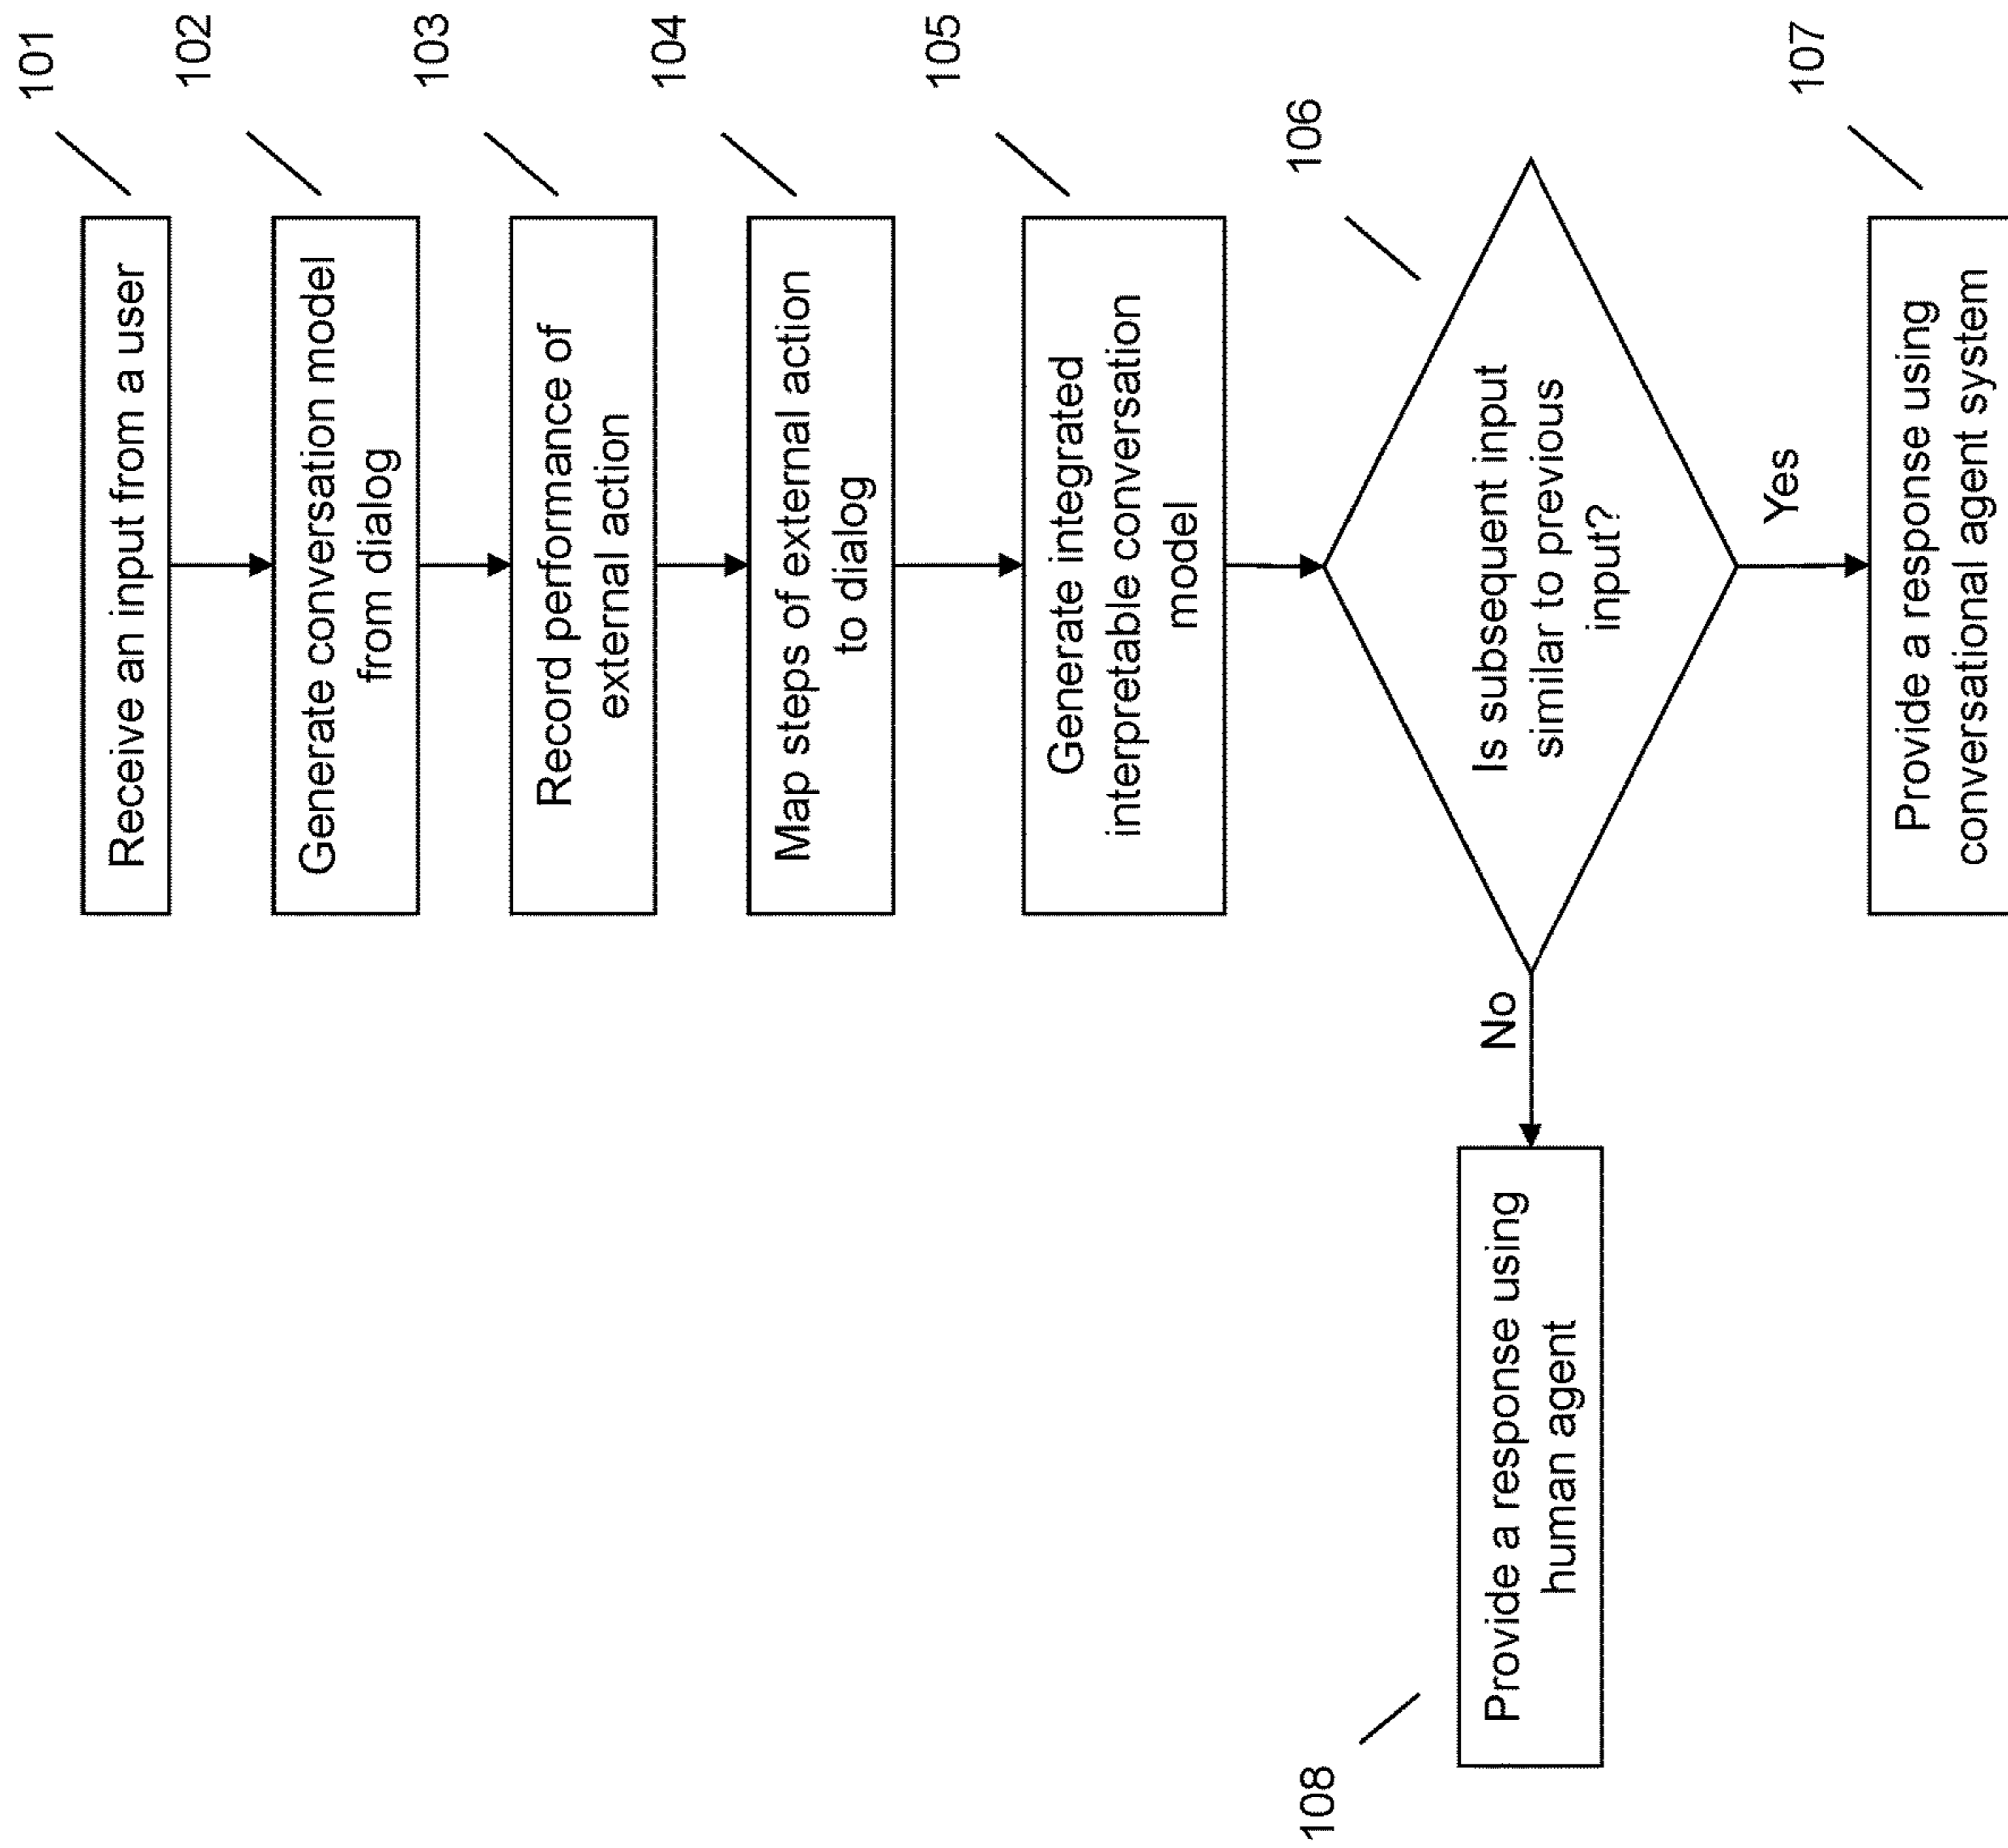 101
Receive an input from a user
102
Generate conversation model
from dialog
103
Record performance of
external action
104
Map steps of external action
to dialog
105
Generate integrated
interpretable conversation
model
106
Is subsequent input
similar to previous
input?
No
Yes
107
Provide a response using
conversational agent system
108
Provide a response using
human agent